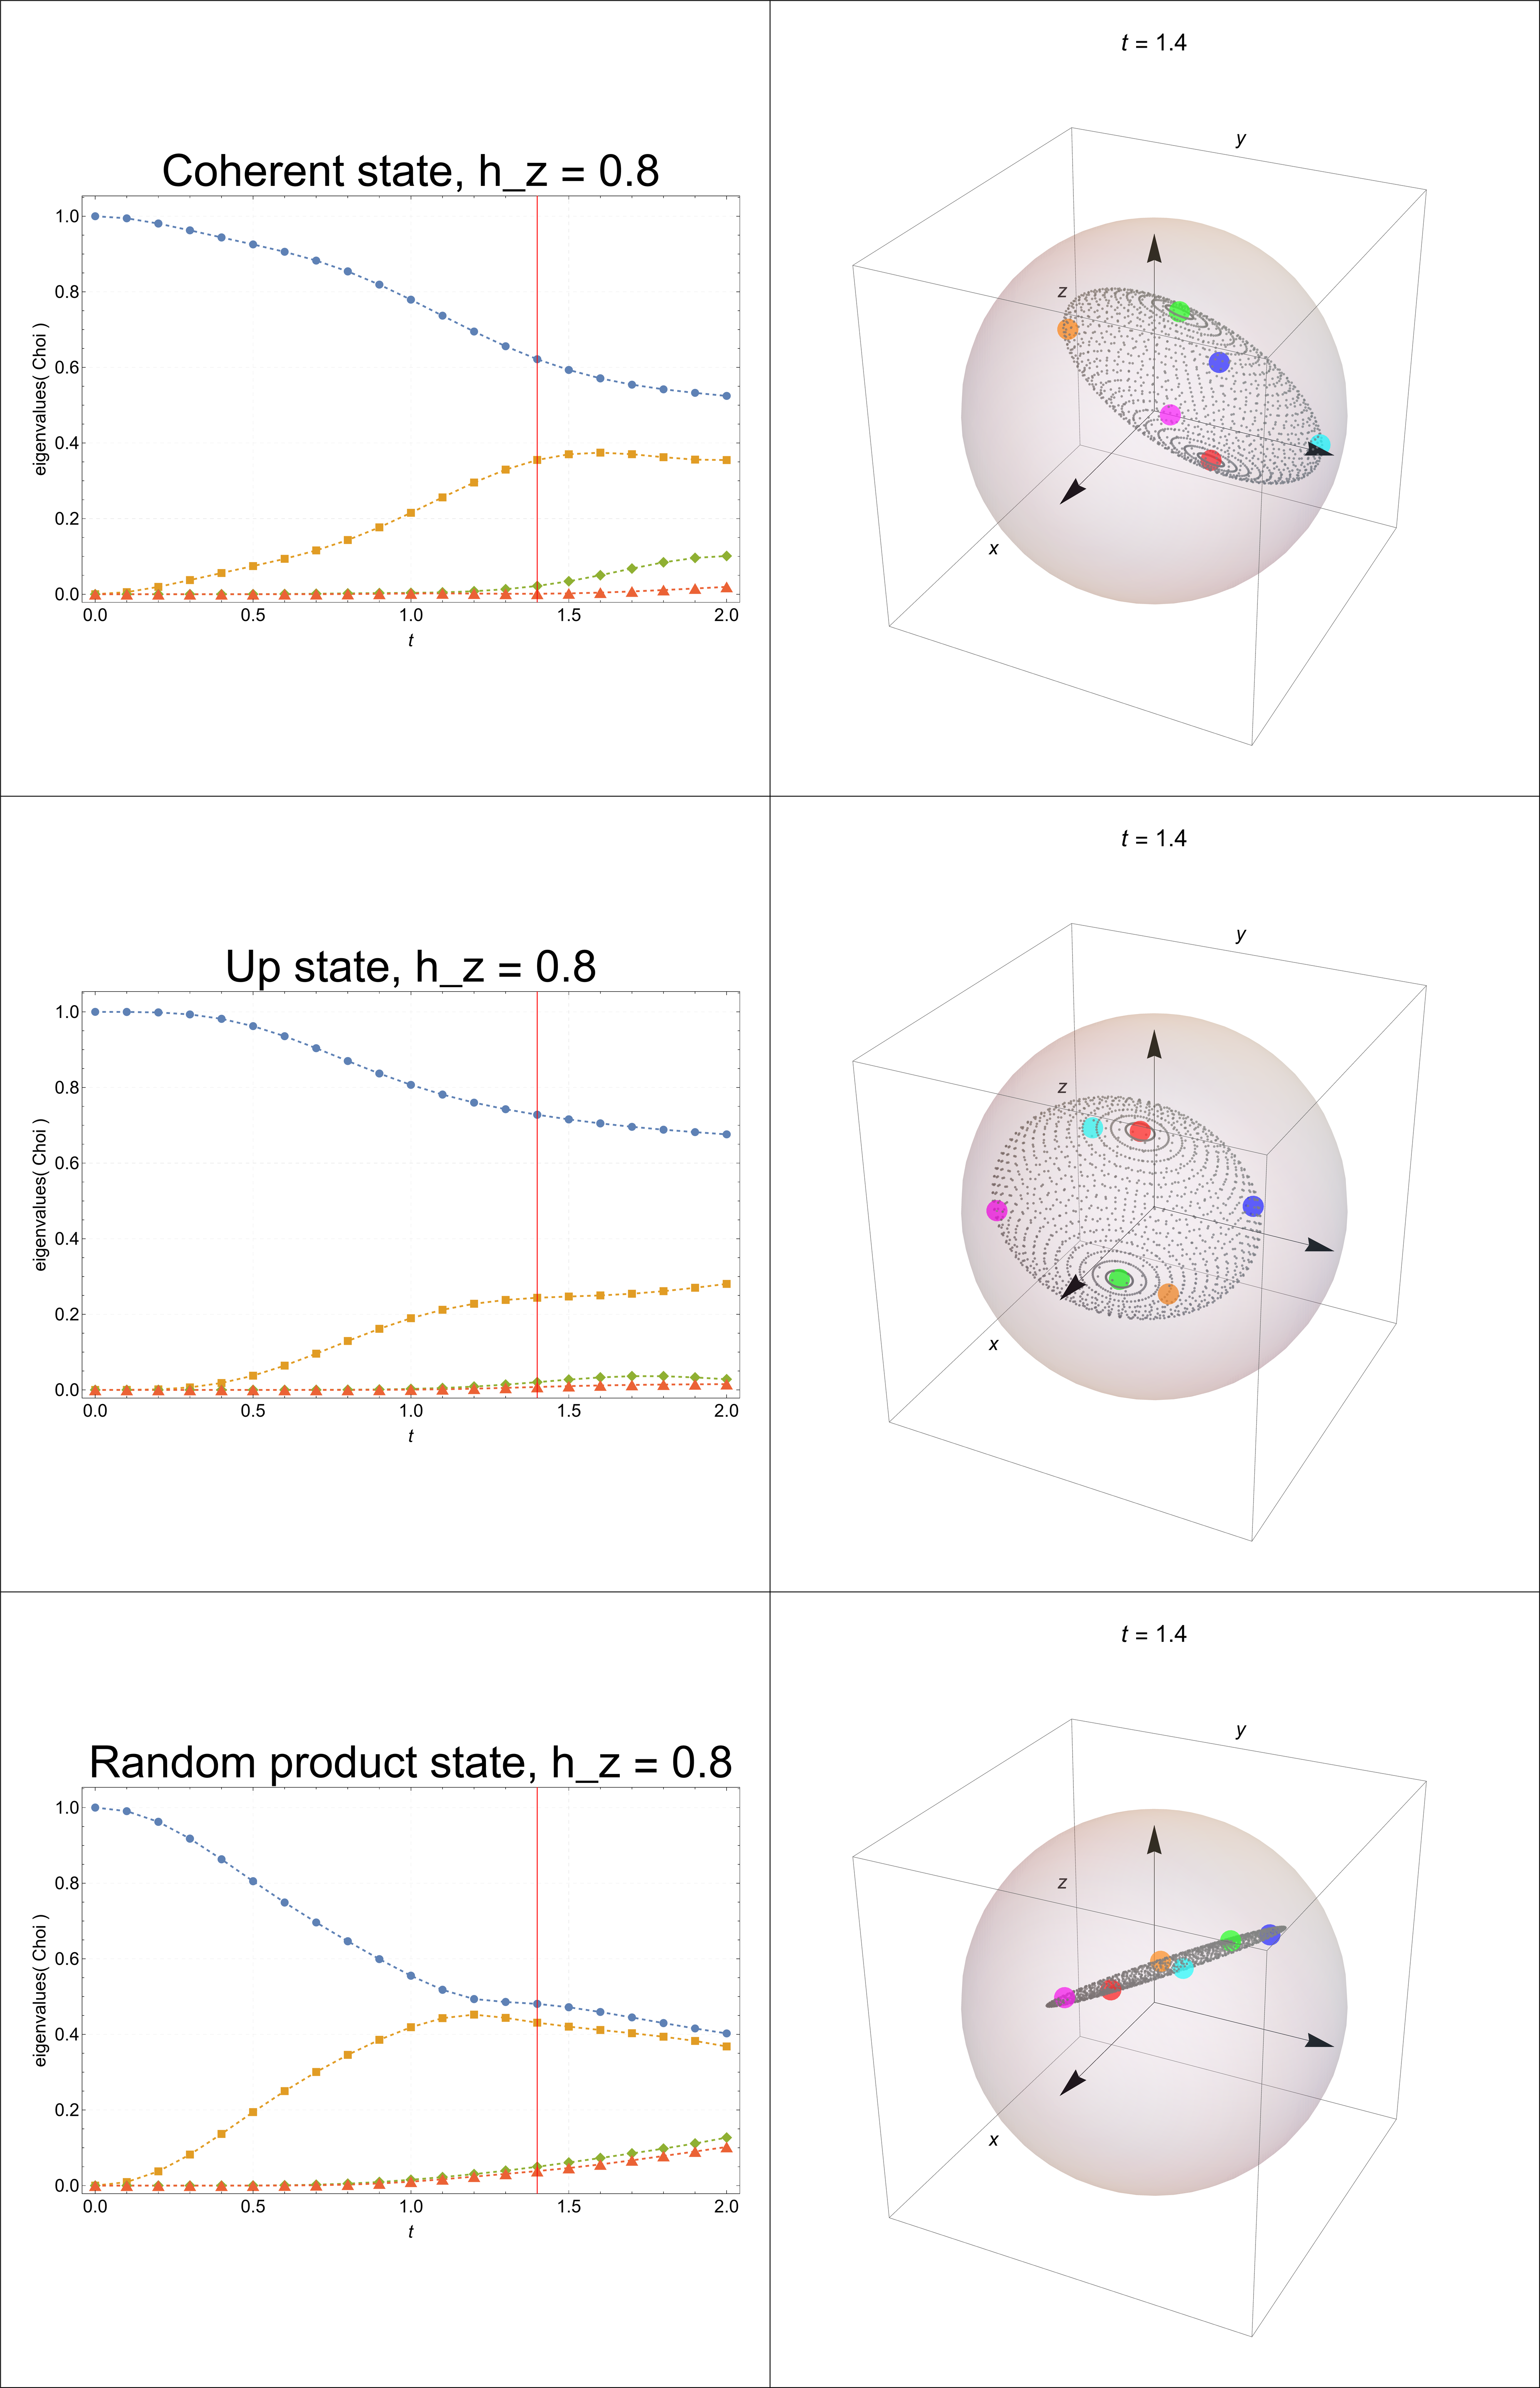 Coherent state, h_z = 0.8
eigenvalues( Choi )
1.0
0.8
0.6
0.4
0.2
0.0
0.0 0.5 1.0 1.5 2.0
t
t = 1.4
y
z
x
Up state, h_z = 0.8
eigenvalues( Choi )
1.0
0.8
0.6
0.4
0.2
0.0
0.0 0.5 1.0 1.5 2.0
t
t = 1.4
y
z
x
Random product state, h_z = 0.8
eigenvalues( Choi )
1.0
0.8
0.6
0.4
0.2
0.0
0.0 0.5 1.0 1.5 2.0
t
t = 1.4
y
z
x